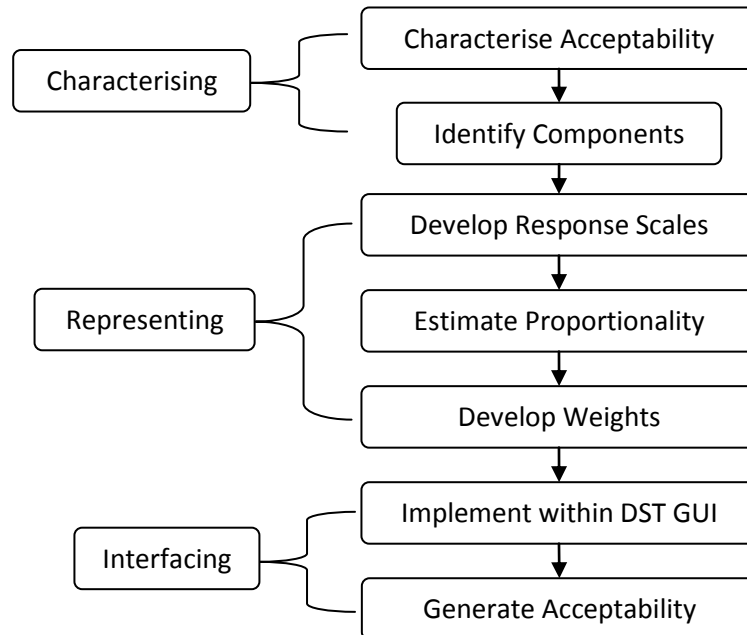 Characterise Acceptability
Characterising
Identify Components
Develop Response Scales
Representing
Estimate Proportionality
Develop Weights
Implement within DST GUI
Interfacing
Generate Acceptability